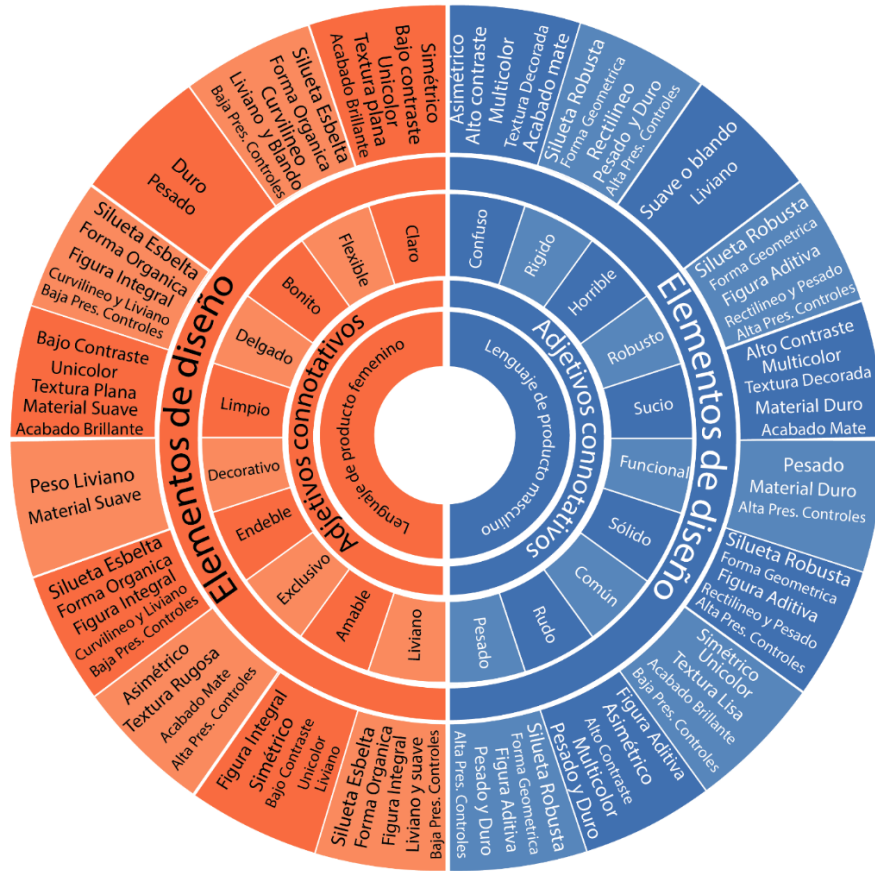 Lenguaje de producto femenino
Adjetivos connotativos
Elementos de diseño
Claro
Simétrico
Bajo contraste
Unicolor
Textura plana
Acabado Brillante
Flexible
Silueta Esbelta
Forma Organica
Curvilineo
Liviano y Blando
Baja Pres. Controles
Bonito
Duro
Pesado
Delgado
Silueta Esbelta
Forma Organica
Figura Integral
Curvilineo y Liviano
Baja Pres. Controles
Limpio
Bajo Contraste
Unicolor
Textura Plana
Material Suave
Acabado Brillante
Decorativo
Peso Liviano
Material Suave
Endeble
Silueta Esbelta
Forma Organica
Figura Integral
Curvilineo y Liviano
Baja Pres. Controles
Exclusivo
Asimétrico
Textura Rugosa
Acabado Mate
Alta Pres. Controles
Amable
Figura Integral
Simétrico
Bajo Contraste
Unicolor
Liviano
Liviano
Silueta Esbelta
Forma Organica
Figura Integral
Liviano y suave
Baja Pres. Controles
Lenguaje de producto masculino
Adjetivos connotativos
Elementos de diseño
Confuso
Asimétrico
Alto contraste
Multicolor
Textura Decorada
Acabado mate
Rigido
Silueta Robusta
Forma Geometrica
Rectilineo
Pesado y Duro
Alta Pres. Controles
Horrible
Suave o blando
Liviano
Robusto
Silueta Robusta
Forma Geometrica
Figura Aditiva
Rectilineo y Pesado
Alta Pres. Controles
Sucio
Alto Contraste
Multicolor
Textura Decorada
Material Duro
Acabado Mate
Funcional
Pesado
Material Duro
Alta Pres. Controles
Sólido
Silueta Robusta
Forma Geometrica
Figura Aditiva
Rectilineo y Pesado
Alta Pres. Controles
Común
Simétrico
Unicolor
Textura Lisa
Acabado Brillante
Baja Pres. Controles
Rudo
Figura Aditiva
Asimétrico
Alto Contraste
Multicolor
Pesado y Duro
Pesado
Silueta Robusta
Forma Geometrica
Figura Aditiva
Pesado y Duro
Alta Pres. Controles